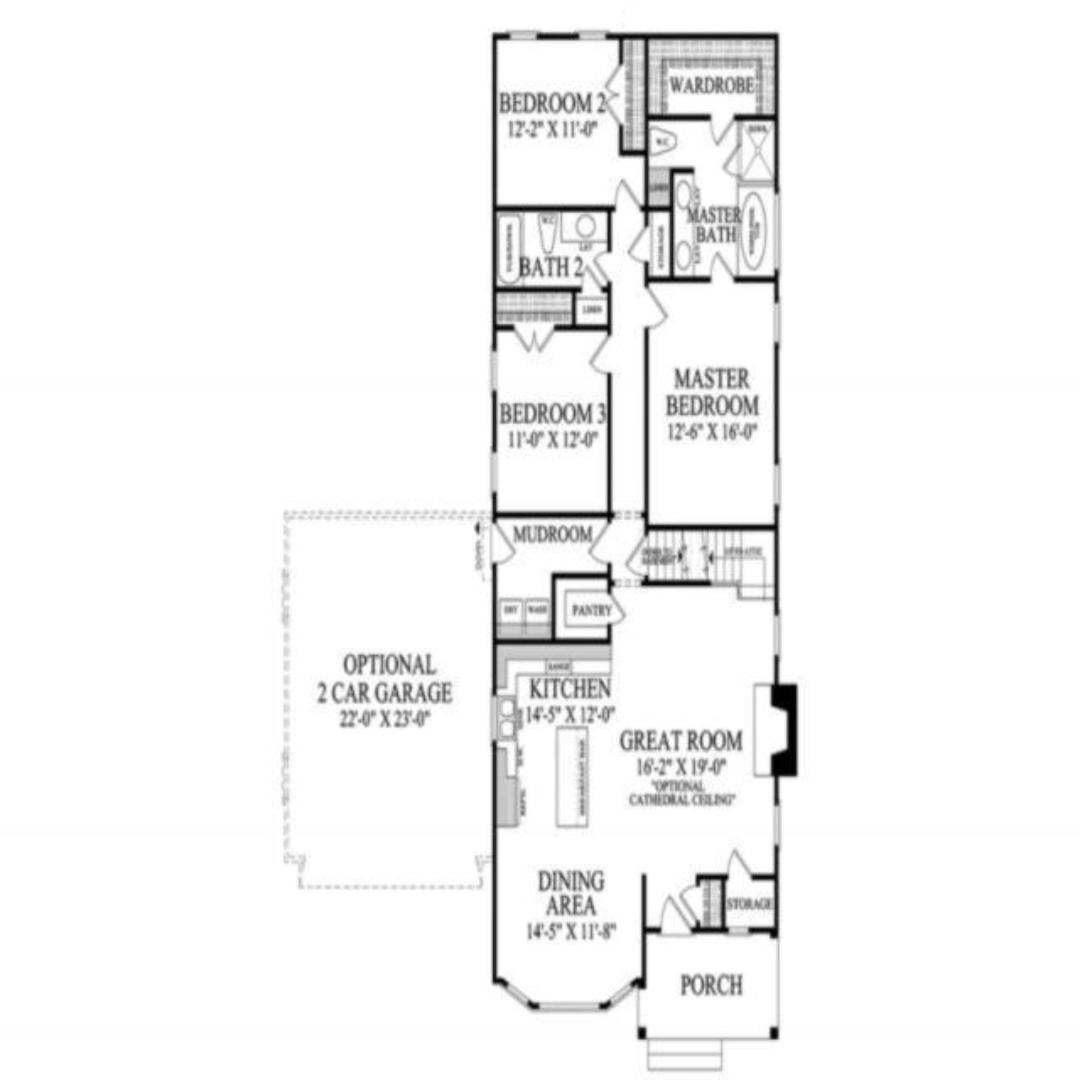 WARDROBE
BEDROOM 2
12'-2" X 11'-0"
W.C
LINEN
MASTER
BATH
STORAGE
W.C
LAV
BATH 2
LINEN
MASTER
BEDROOM
12'-6" X 16'-0"
BEDROOM 3
11'-0" X 12'-0"
MUDROOM
DRY
WASH
PANTRY
RANGE
OPTIONAL
2 CAR GARAGE
22'-0" X 23'-0"
KITCHEN
14'-5" X 12'-0"
BREAKFAST BAR
GREAT ROOM
16'-2" X 19'-0"
"OPTIONAL
CATHEDRAL CEILING"
DINING
AREA
14'-5" X 11'-8"
STORAGE
PORCH